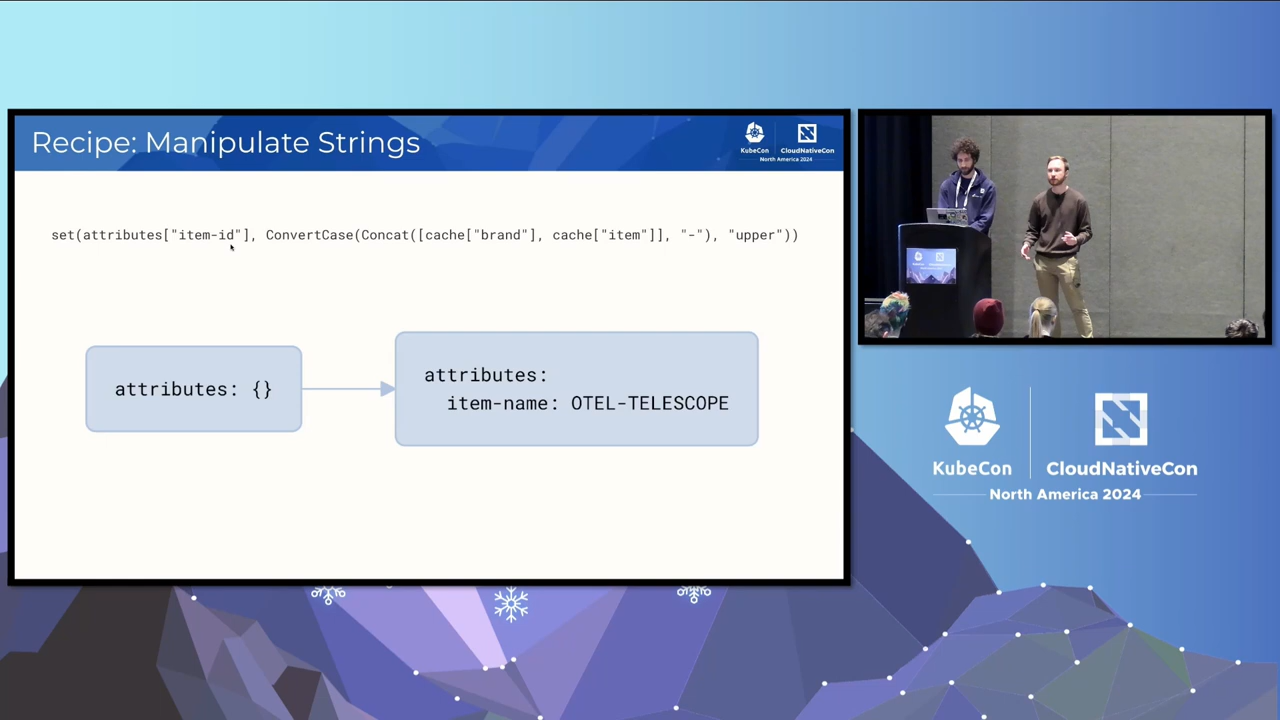 Recipe: Manipulate Strings
KubeCon
CloudNativeCon
North America 2024
set(attributes["item-id"], ConvertCase(Concat([cache["brand"], cache["item"]], "-"), "upper"))
attributes: {}
attributes:
item-name: OTEL-TELESCOPE
KubeCon
CloudNativeCon
North America 2024